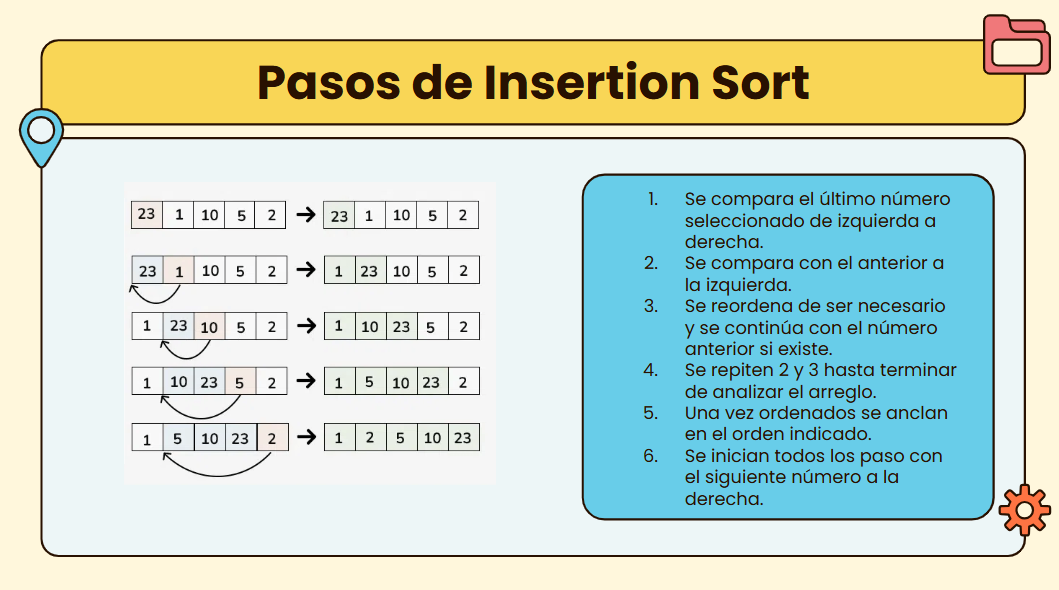 Pasos de Insertion Sort
23 1 10 5 2 → 23 1 10 5 2
23 1 10 5 2 → 1 23 10 5 2
1 23 10 5 2 → 1 10 23 5 2
1 10 23 5 2 → 1 5 10 23 2
1 5 10 23 2 → 1 2 5 10 23
1. Se compara el último número
seleccionado de izquierda a
derecha.
2. Se compara con el anterior a
la izquierda.
3. Se reordena de ser necesario
y se continúa con el número
anterior si existe.
4. Se repiten 2 y 3 hasta terminar
de analizar el arreglo.
5. Una vez ordenados se anclan
en el orden indicado.
6. Se inician todos los paso con
el siguiente número a la
derecha.